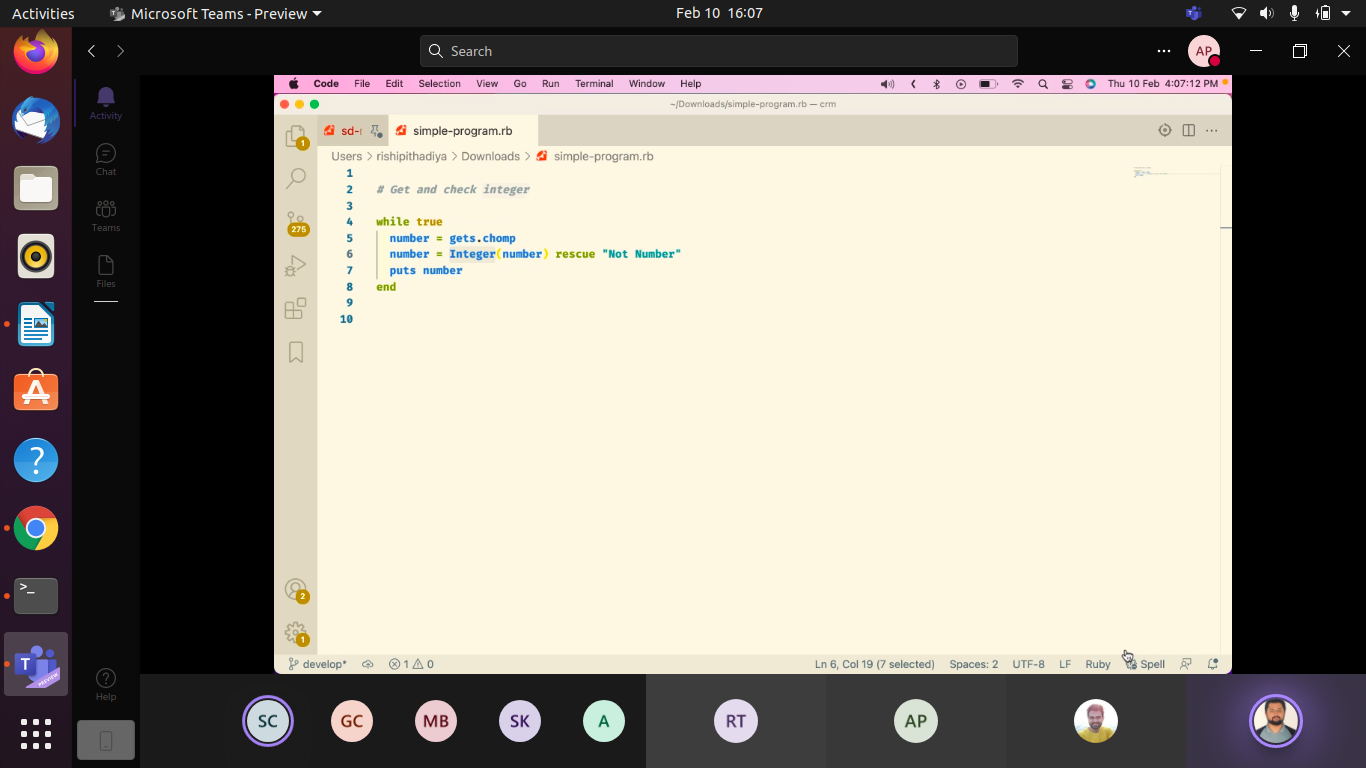 Activities Microsoft Teams - Preview Feb 10 16:07
Search AP
Activity
Chat
Teams
Files
Help
Code File Edit Selection View Go Run Terminal Window Help Thu 10 Feb 4:07:12 PM
~/Downloads/simple-program.rb — crm
sd-r simple-program.rb
Users > rishipithadiya > Downloads > simple-program.rb
1
275
2
1
1
2 # Get and check integer
3
4 while true
5 number = gets.chomp
6 number = Integer(number) rescue "Not Number"
7 puts number
8 end
9
10
develop* 1 0 Ln 6, Col 19 (7 selected) Spaces: 2 UTF-8 LF Ruby Spell
T PREVIEW
SC GC MB SK A RT AP